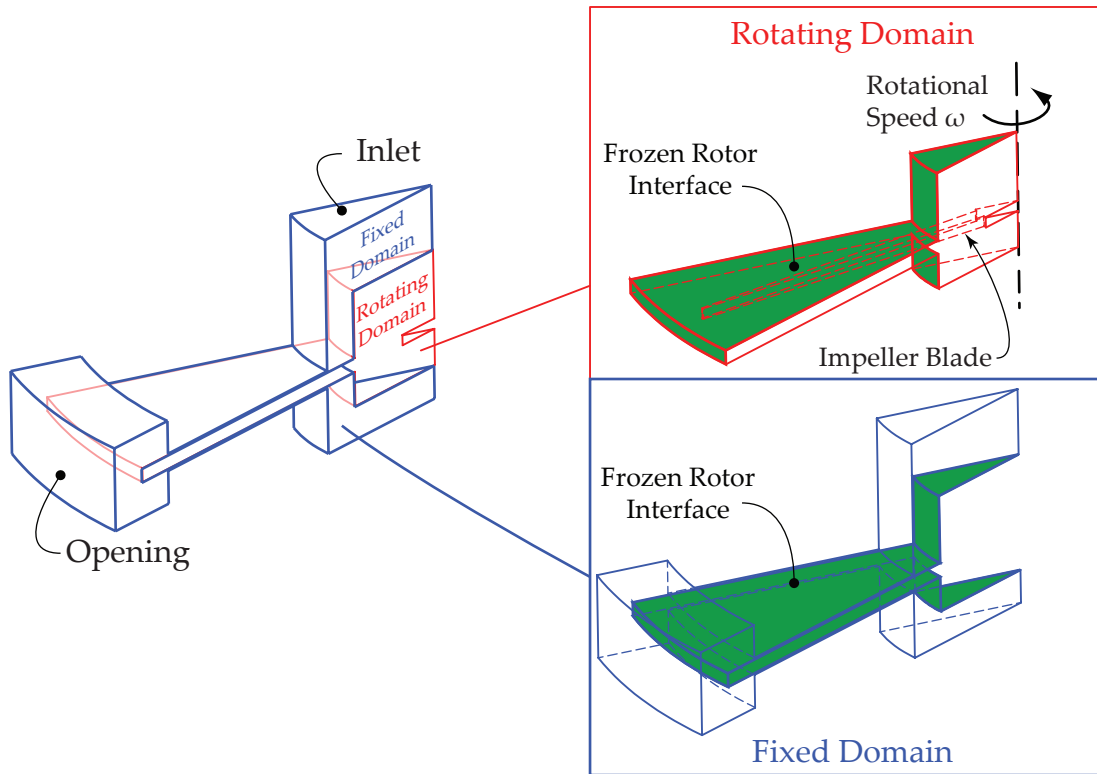 Inlet
Fixed
Domain
Rotating
Domain
Opening
Rotating Domain
Rotational
Speed ω
Frozen Rotor
Interface
Impeller Blade
Frozen Rotor
Interface
Fixed Domain